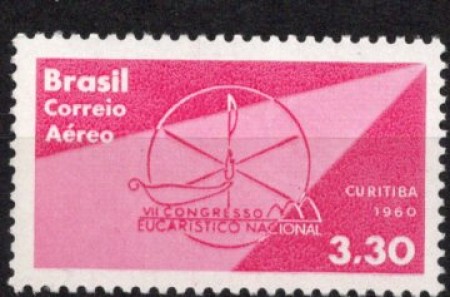 Brasil
Correio
Aéreo
VII CONGRESSO
EUCARÍSTICO NACIONAL
CURITIBA
1960
3.30